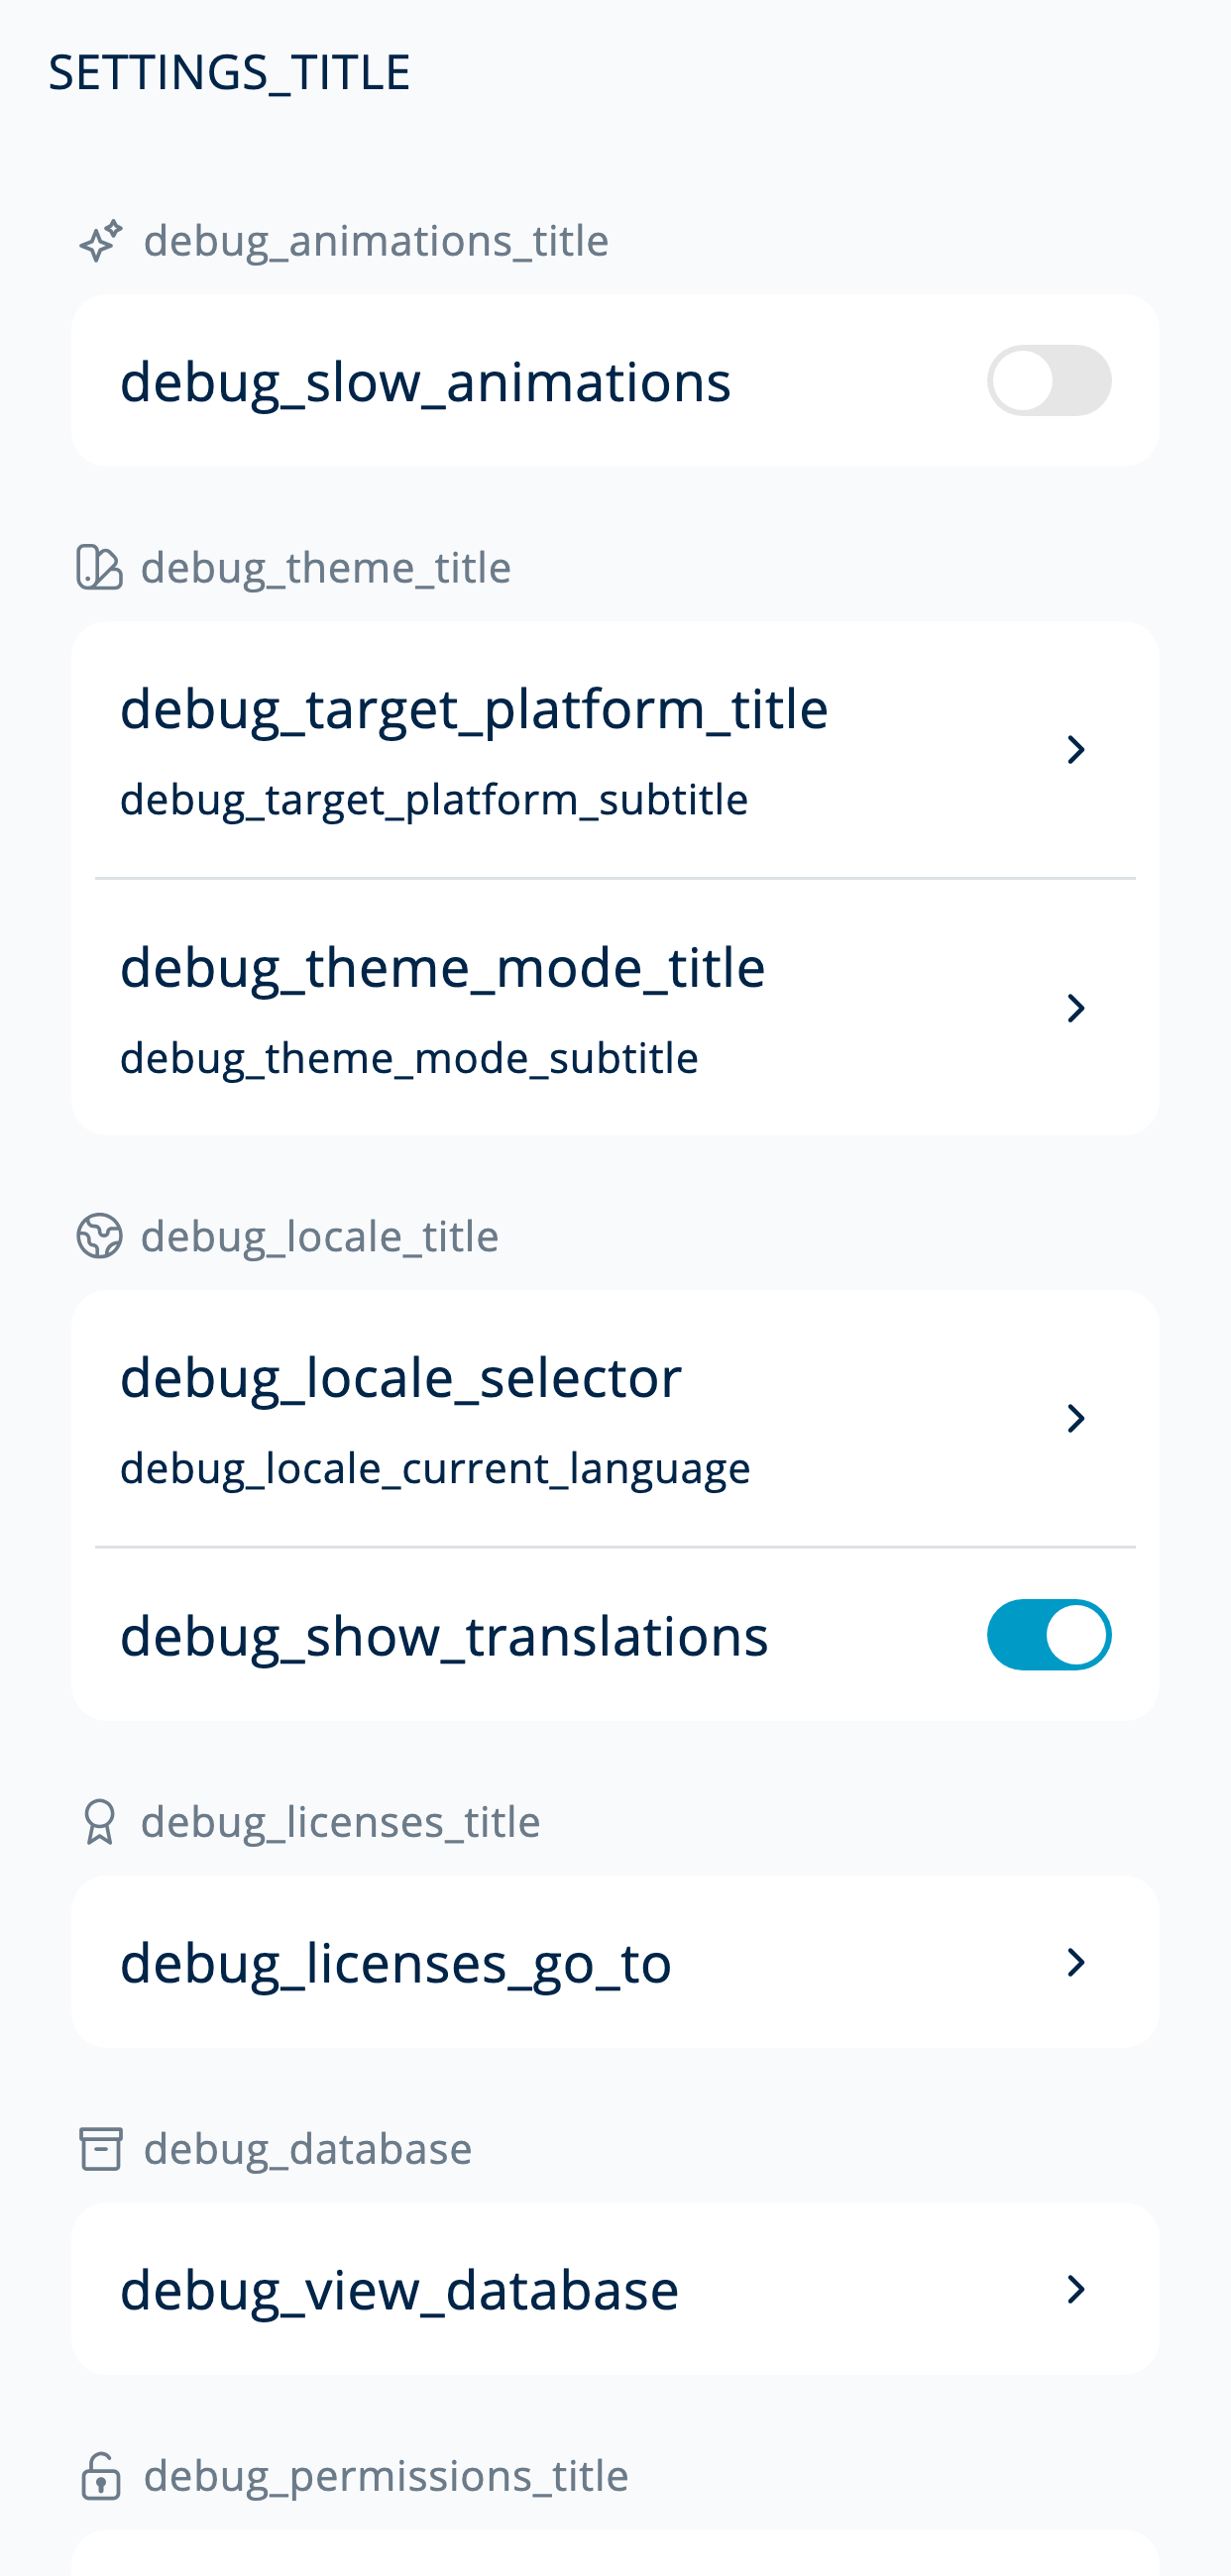 SETTINGS_TITLE
debug_animations_title
debug_slow_animations
debug_theme_title
debug_target_platform_title
debug_target_platform_subtitle
debug_theme_mode_title
debug_theme_mode_subtitle
debug_locale_title
debug_locale_selector
debug_locale_current_language
debug_show_translations
debug_licenses_title
debug_licenses_go_to
debug_database
debug_view_database
debug_permissions_title